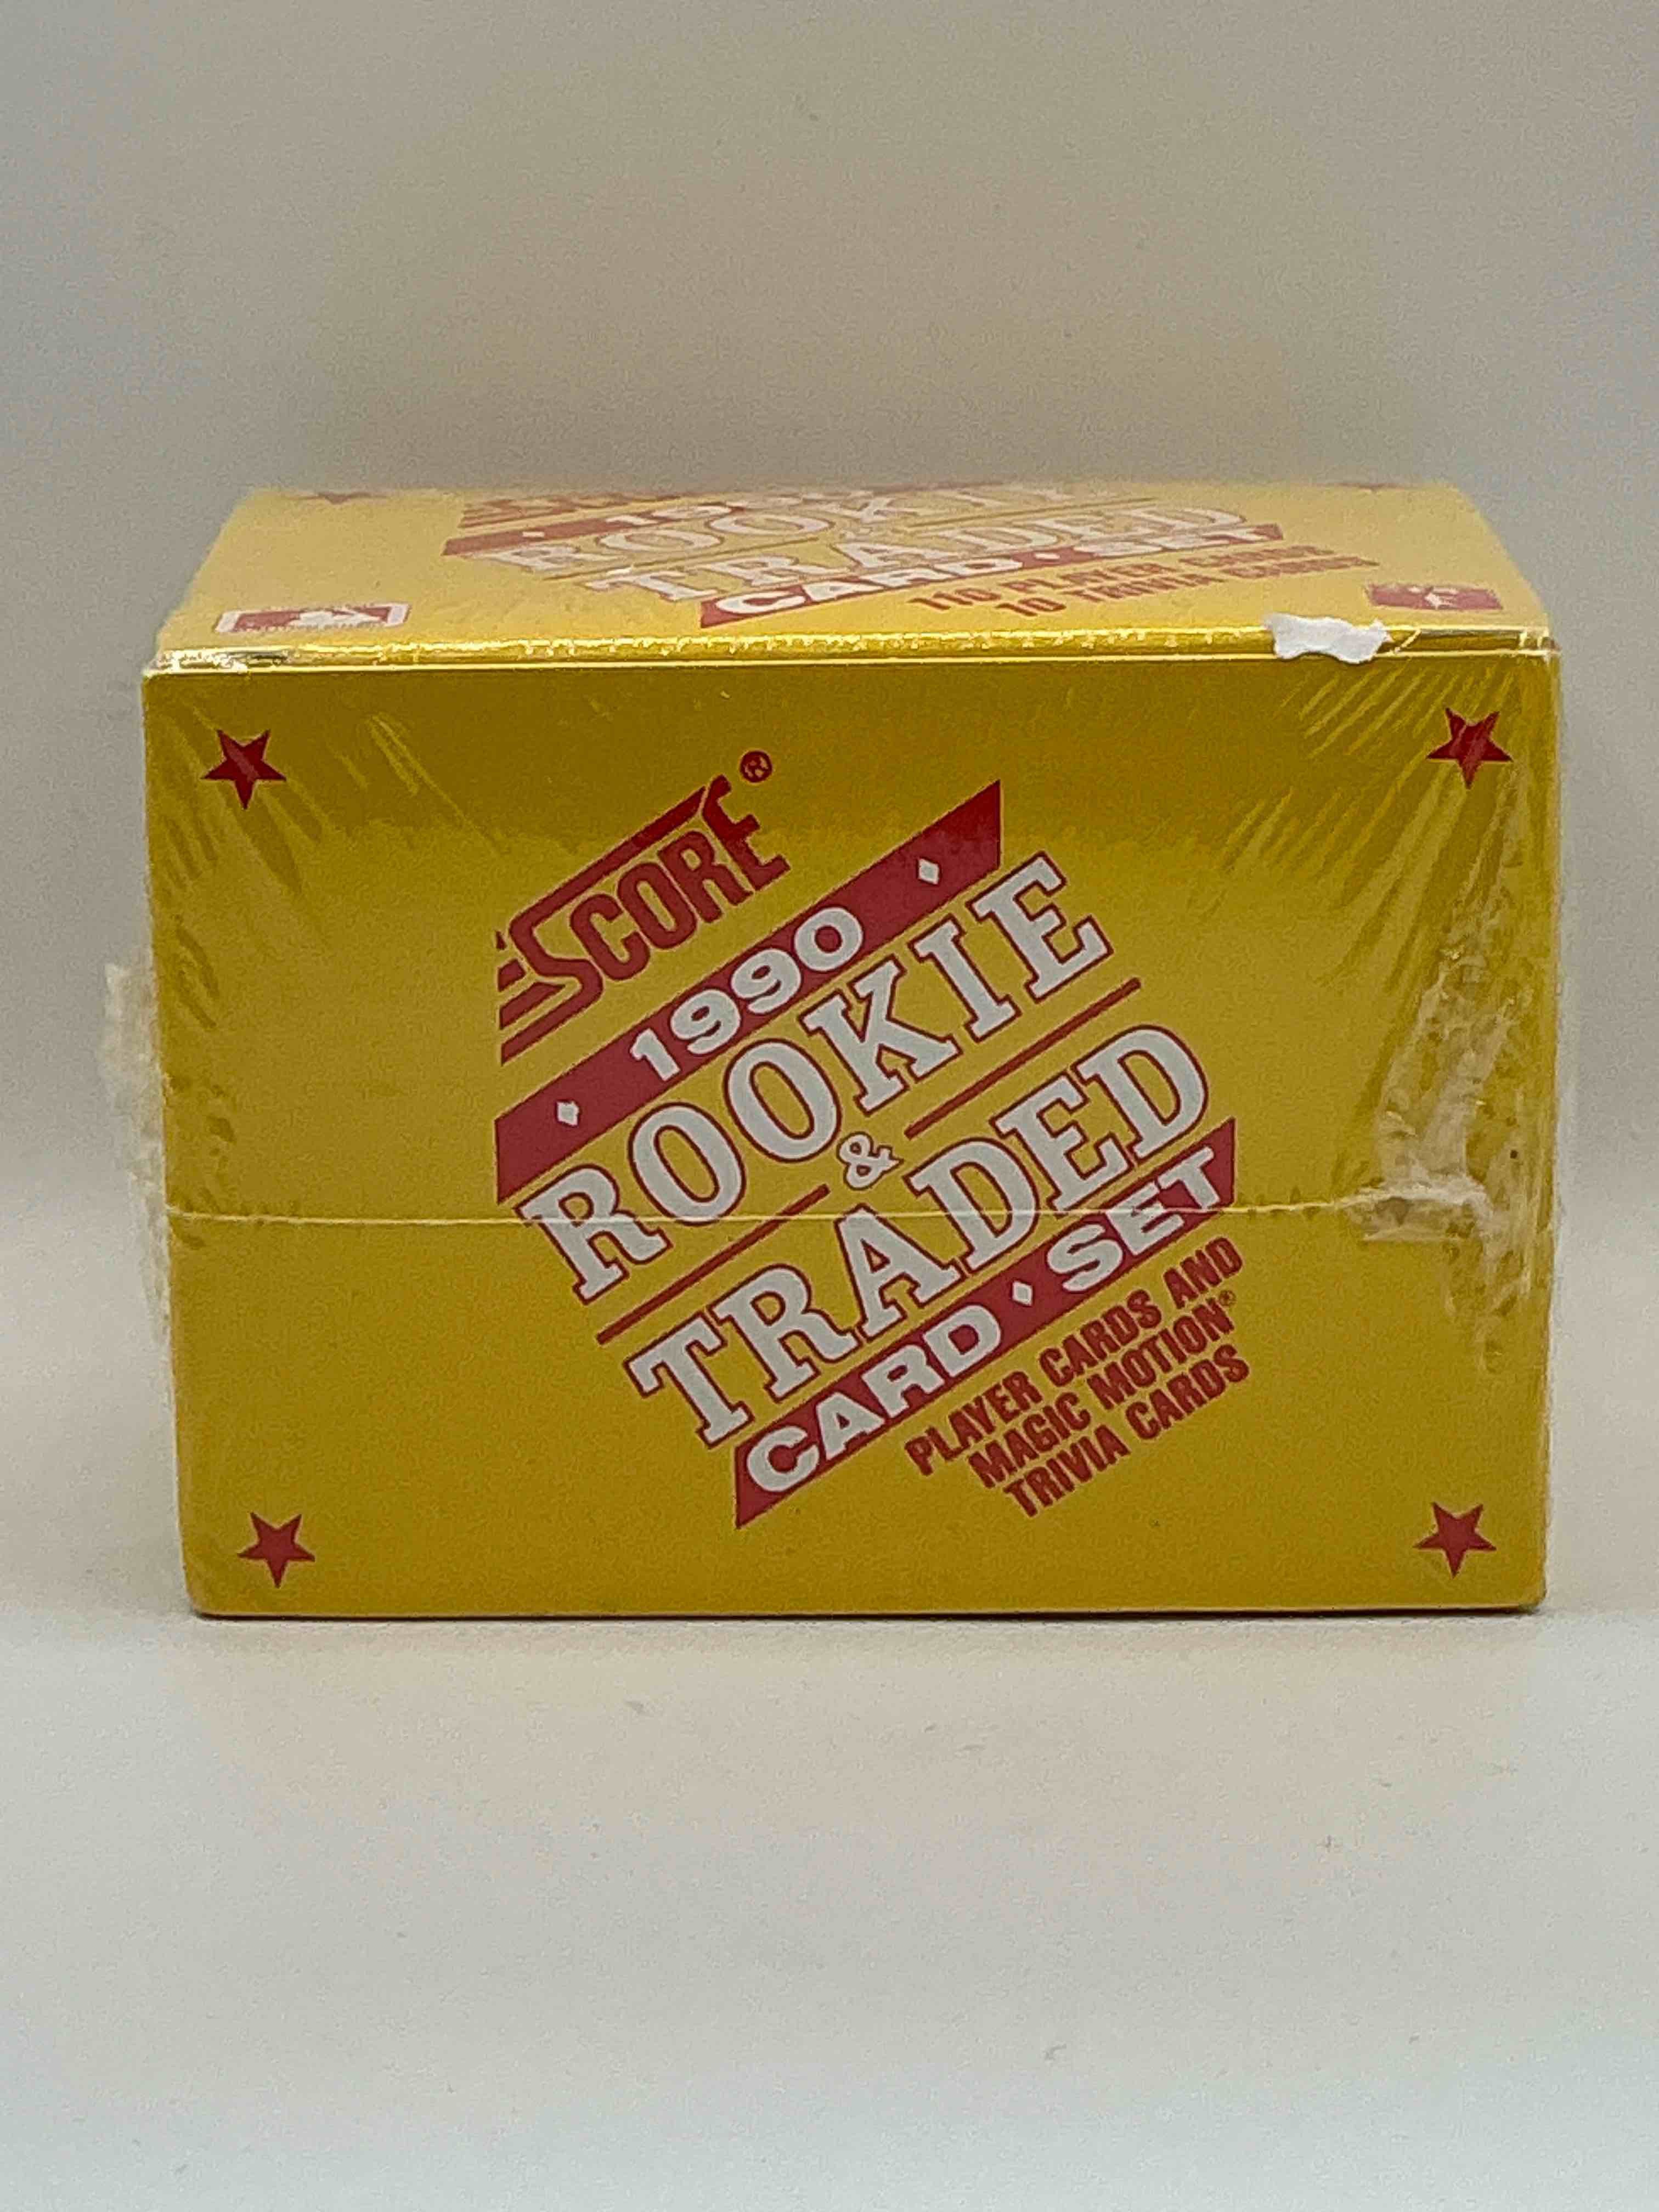 1990
ROOKIE
&
TRADED
CARD • SET
110 PLAYER CARDS
10 TRIVIA CARDS
SCORE®
1990
ROOKIE
&
TRADED
CARD • SET
PLAYER CARDS AND
MAGIC MOTION®
TRIVIA CARDS